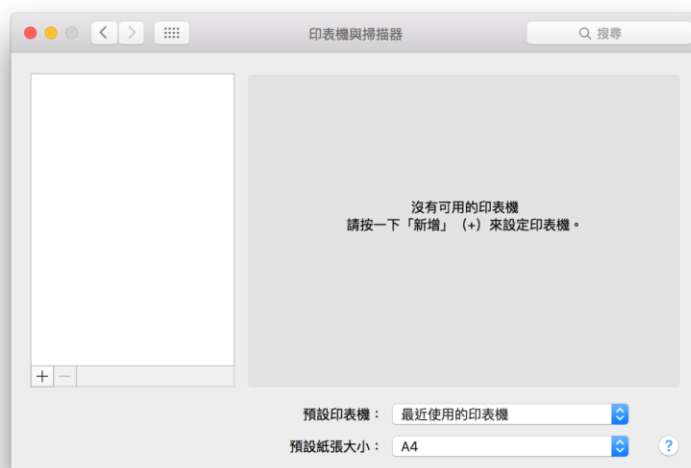 印表機與掃描器
搜尋
沒有可用的印表機
請按一下「新增」（+）來設定印表機。
+ −
預設印表機： 最近使用的印表機
預設紙張大小： A4
?